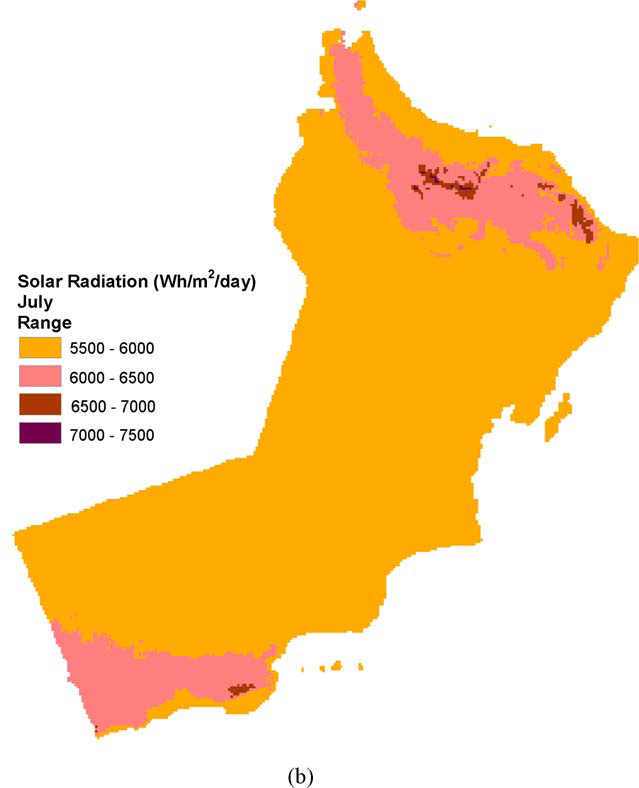 Solar Radiation (Wh/m²/day)
July
Range
5500 - 6000
6000 - 6500
6500 - 7000
7000 - 7500
(b)